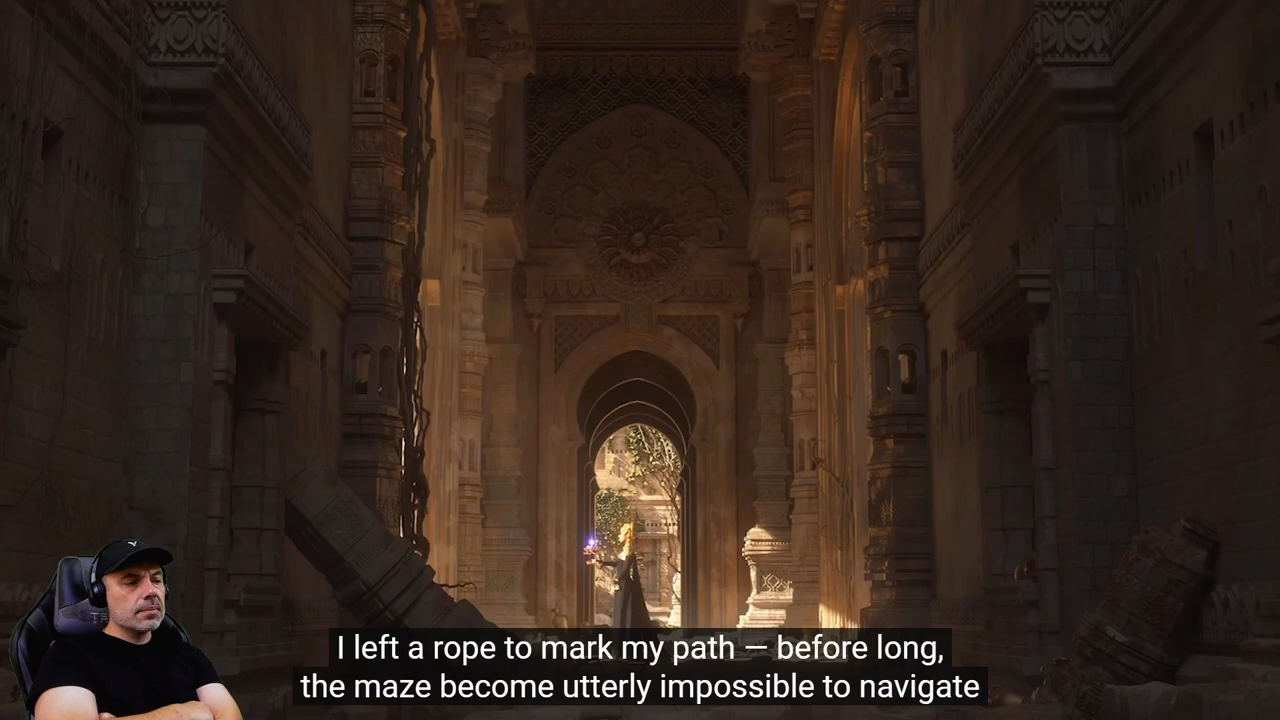 I left a rope to mark my path — before long,
the maze become utterly impossible to navigate